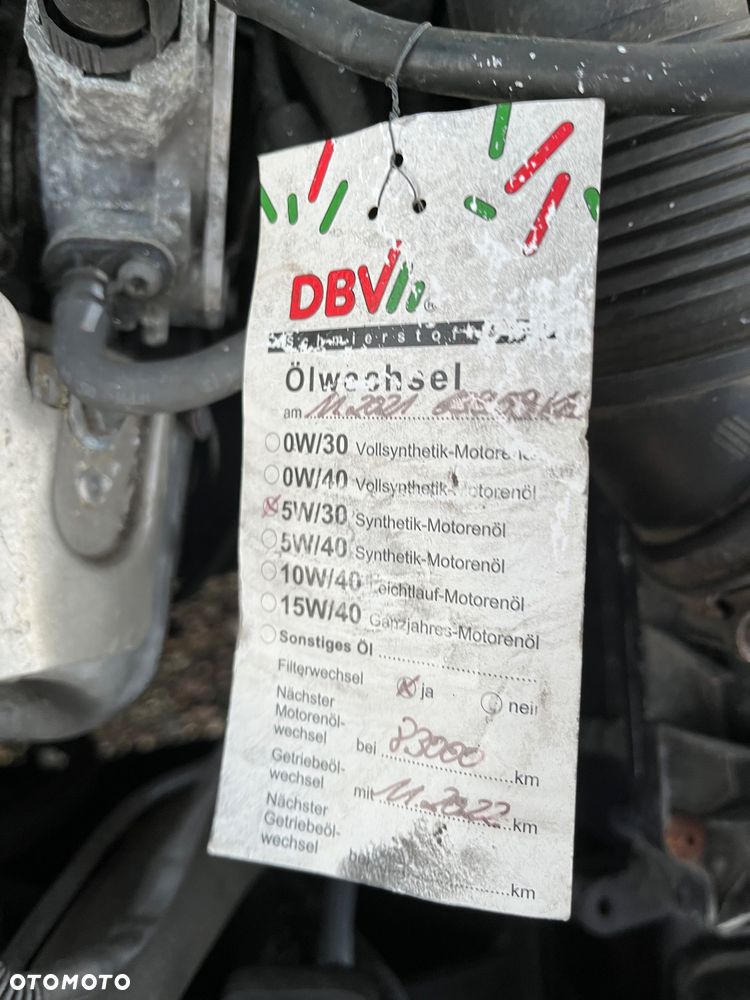 DBV
Schmierstoffe
Ölwechsel
am 11.2021
0W/30 Vollsynthetik-Motorenöl
0W/40 Vollsynthetik-Motorenöl
5W/30 Synthetik-Motorenöl
5W/40 Synthetik-Motorenöl
10W/40 Leichtlauf-Motorenöl
15W/40 Ganzjahres-Motorenöl
Sonstiges Öl
Filterwechsel ja nein
Nächster
Motorenöl-
wechsel bei 83000 km
Getriebeöl-
wechsel mit 11.2022 km
Nächster
Getriebeöl-
wechsel bei km
OTOMOTO